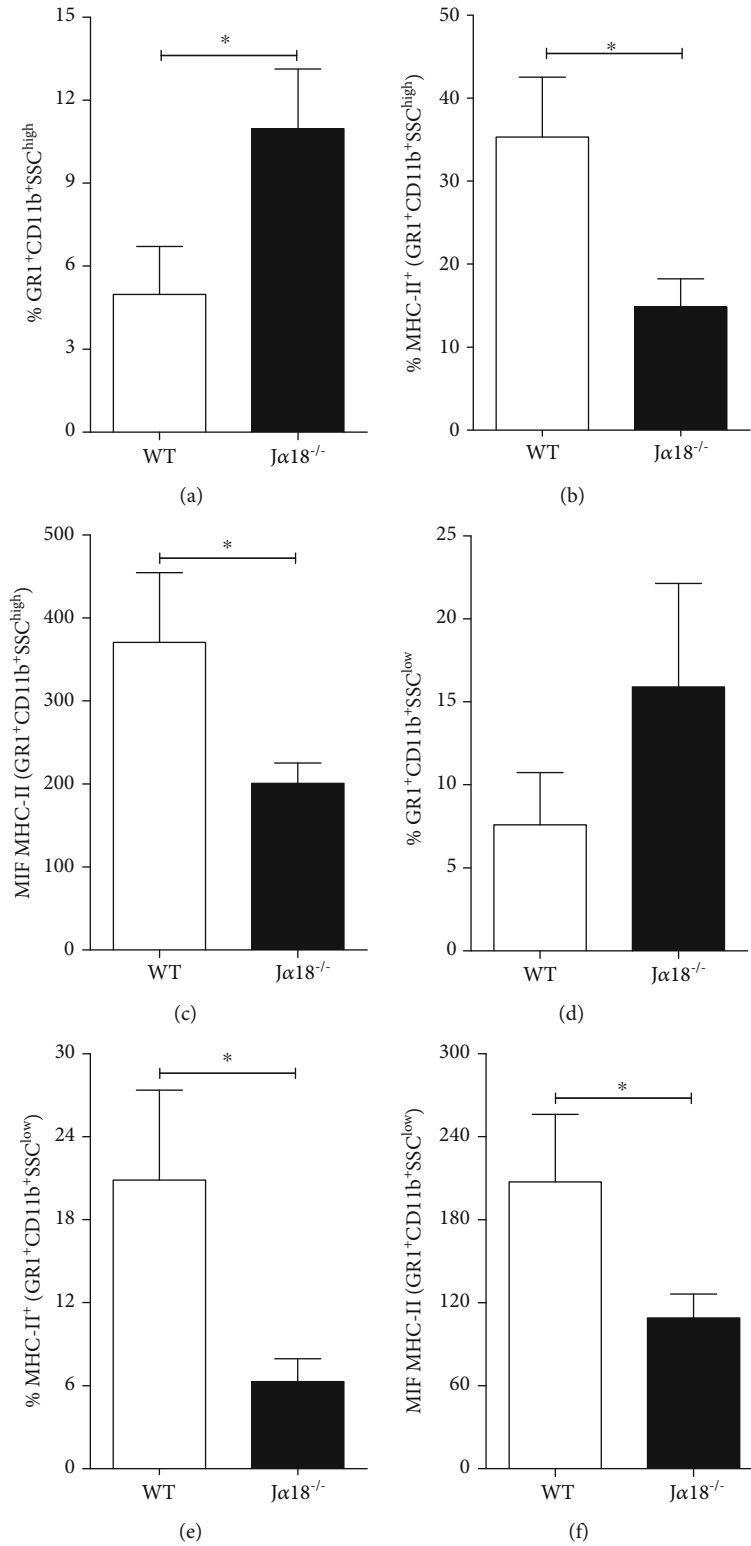 15
12
9
6
3
0
% GR1⁺CD11b⁺SSCʰⁱᵍʰ
*
WT
Jα18⁻/⁻
(a)
50
40
30
20
10
0
% MHC-II⁺ (GR1⁺CD11b⁺SSCʰⁱᵍʰ)
*
WT
Jα18⁻/⁻
(b)
500
400
300
200
100
0
MIF MHC-II (GR1⁺CD11b⁺SSCʰⁱᵍʰ)
*
WT
Jα18⁻/⁻
(c)
25
20
15
10
5
0
% GR1⁺CD11b⁺SSCˡᵒʷ
WT
Jα18⁻/⁻
(d)
30
24
18
12
6
0
% MHC-II⁺ (GR1⁺CD11b⁺SSCˡᵒʷ)
*
WT
Jα18⁻/⁻
(e)
300
240
180
120
60
0
MIF MHC-II (GR1⁺CD11b⁺SSCˡᵒʷ)
*
WT
Jα18⁻/⁻
(f)